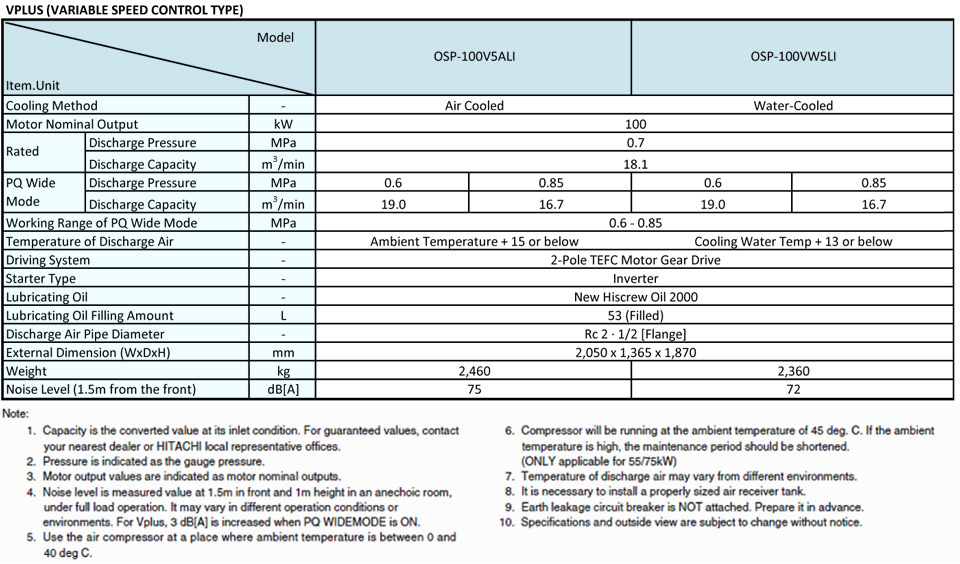 VPLUS (VARIABLE SPEED CONTROL TYPE)
Model
Item.Unit
OSP-100V5ALI OSP-100VW5LI
Cooling Method - Air Cooled Water-Cooled
Motor Nominal Output kW 100
Rated Discharge Pressure MPa 0.7
Discharge Capacity m³/min 18.1
PQ Wide Mode Discharge Pressure MPa 0.6 0.85 0.6 0.85
Discharge Capacity m³/min 19.0 16.7 19.0 16.7
Working Range of PQ Wide Mode MPa 0.6 - 0.85
Temperature of Discharge Air - Ambient Temperature + 15 or below Cooling Water Temp + 13 or below
Driving System - 2-Pole TEFC Motor Gear Drive
Starter Type - Inverter
Lubricating Oil - New Hiscrew Oil 2000
Lubricating Oil Filling Amount L 53 (Filled)
Discharge Air Pipe Diameter - Rc 2 · 1/2 [Flange]
External Dimension (WxDxH) mm 2,050 x 1,365 x 1,870
Weight kg 2,460 2,360
Noise Level (1.5m from the front) dB[A] 75 72
Note:
1. Capacity is the converted value at its inlet condition. For guaranteed values, contact
your nearest dealer or HITACHI local representative offices.
2. Pressure is indicated as the gauge pressure.
3. Motor output values are indicated as motor nominal outputs.
4. Noise level is measured value at 1.5m in front and 1m height in an anechoic room,
under full load operation. It may vary in different operation conditions or
environments. For Vplus, 3 dB[A] is increased when PQ WIDEMODE is ON.
5. Use the air compressor at a place where ambient temperature is between 0 and
40 deg C.
6. Compressor will be running at the ambient temperature of 45 deg. C. If the ambient
temperature is high, the maintenance period should be shortened.
(ONLY applicable for 55/75kW)
7. Temperature of discharge air may vary from different environments.
8. It is necessary to install a properly sized air receiver tank.
9. Earth leakage circuit breaker is NOT attached. Prepare it in advance.
10. Specifications and outside view are subject to change without notice.